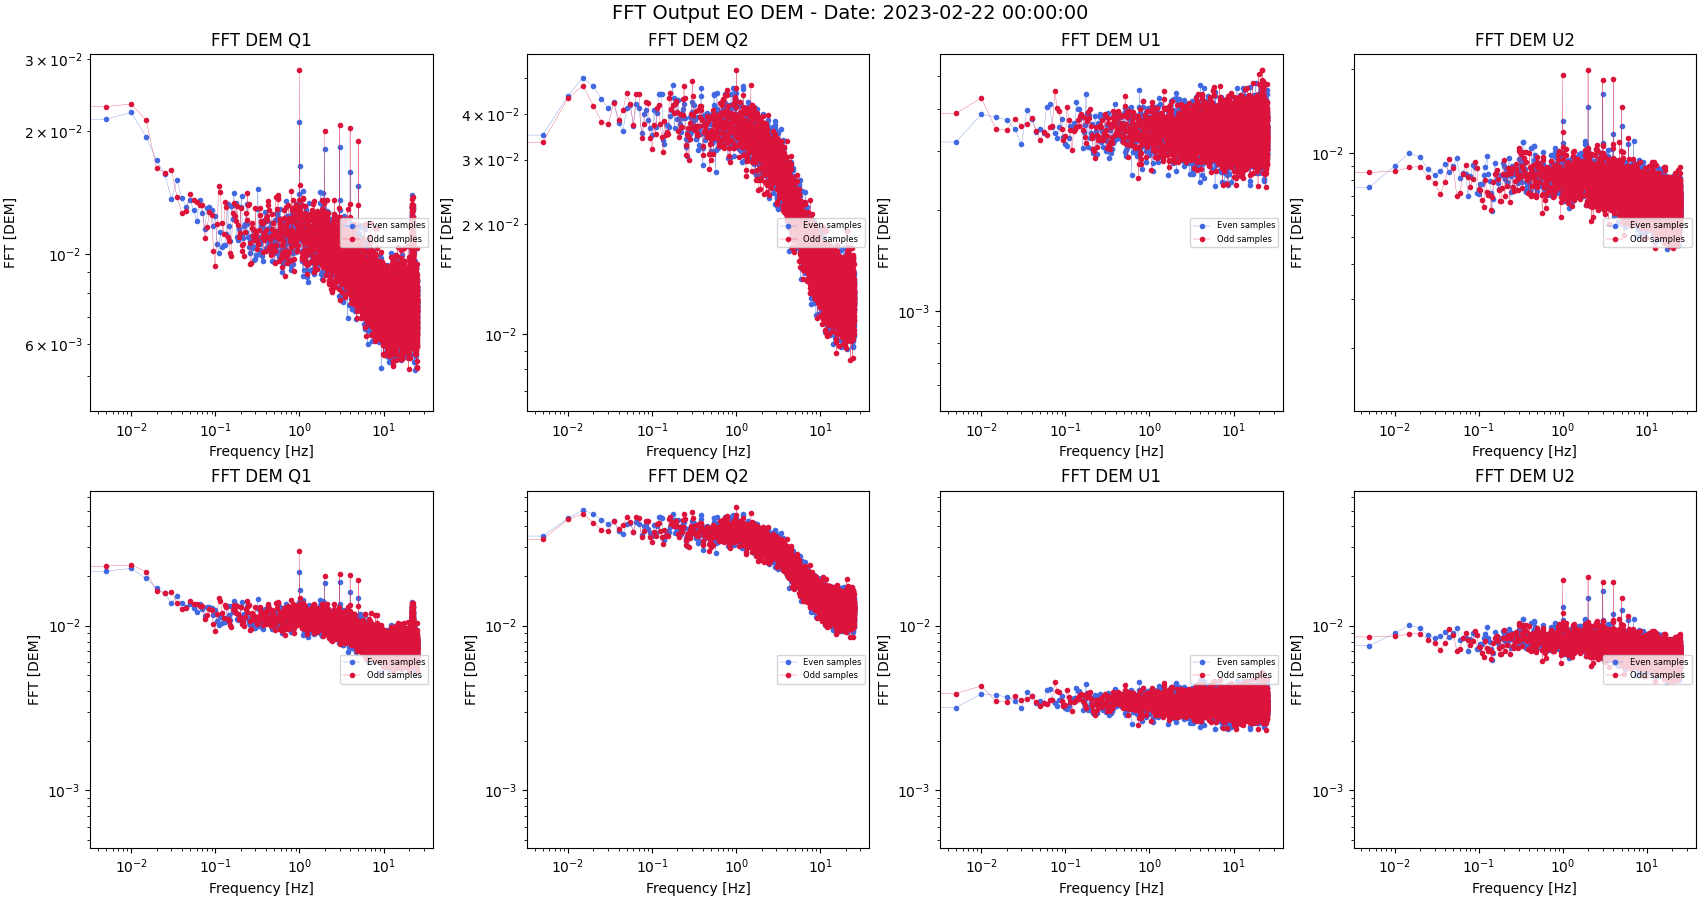 FFT Output EO DEM - Date: 2023-02-22 00:00:00
FFT DEM Q1
FFT [DEM]
3 × 10⁻²
2 × 10⁻²
10⁻²
6 × 10⁻³
Even samples
Odd samples
10⁻² 10⁻¹ 10⁰ 10¹
Frequency [Hz]
FFT DEM Q2
FFT [DEM]
4 × 10⁻²
3 × 10⁻²
2 × 10⁻²
10⁻²
Even samples
Odd samples
10⁻² 10⁻¹ 10⁰ 10¹
Frequency [Hz]
FFT DEM U1
FFT [DEM]
10⁻³
Even samples
Odd samples
10⁻² 10⁻¹ 10⁰ 10¹
Frequency [Hz]
FFT DEM U2
FFT [DEM]
10⁻²
Even samples
Odd samples
10⁻² 10⁻¹ 10⁰ 10¹
Frequency [Hz]
FFT DEM Q1
FFT [DEM]
10⁻²
10⁻³
Even samples
Odd samples
10⁻² 10⁻¹ 10⁰ 10¹
Frequency [Hz]
FFT DEM Q2
FFT [DEM]
10⁻²
10⁻³
Even samples
Odd samples
10⁻² 10⁻¹ 10⁰ 10¹
Frequency [Hz]
FFT DEM U1
FFT [DEM]
10⁻²
10⁻³
Even samples
Odd samples
10⁻² 10⁻¹ 10⁰ 10¹
Frequency [Hz]
FFT DEM U2
FFT [DEM]
10⁻²
10⁻³
Even samples
Odd samples
10⁻² 10⁻¹ 10⁰ 10¹
Frequency [Hz]